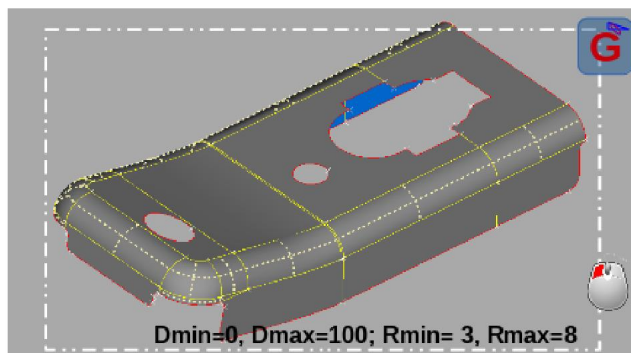 G
Dmin=0, Dmax=100; Rmin= 3, Rmax=8